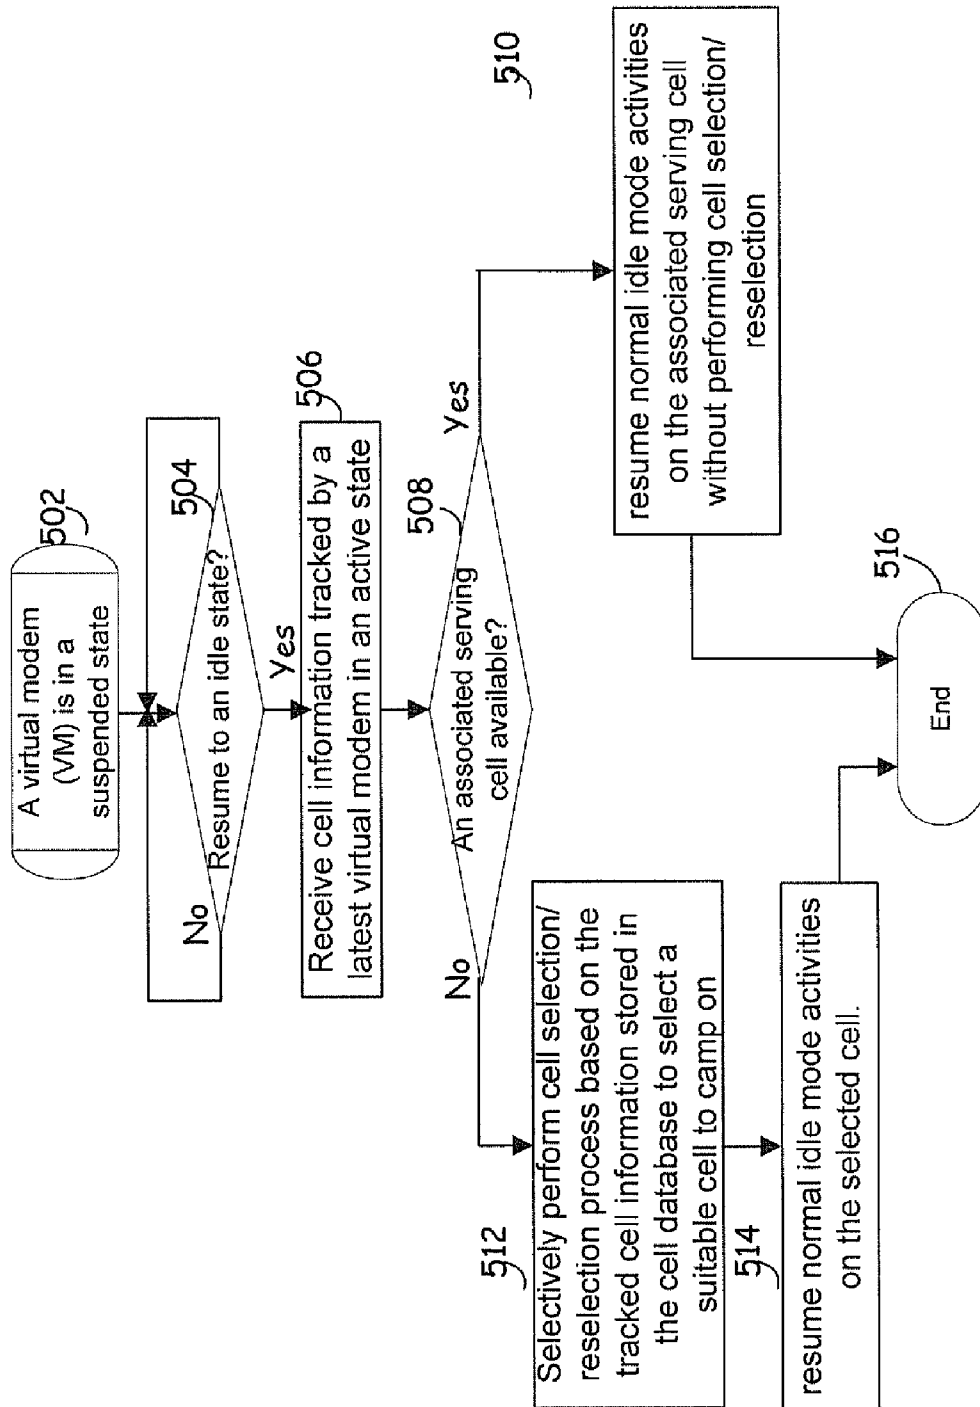 A virtual modem
(VM) is in a
suspended state
502
Resume to an idle state?
504
No
Yes
Receive cell information tracked by a
latest virtual modem in an active state
506
An associated serving
cell available?
508
No
Yes
Selectively perform cell selection/
reselection process based on the
tracked cell information stored in
the cell database to select a
suitable cell to camp on
512
resume normal idle mode activities
on the selected cell.
514
resume normal idle mode activities
on the associated serving cell
without performing cell selection/
reselection
510
End
516